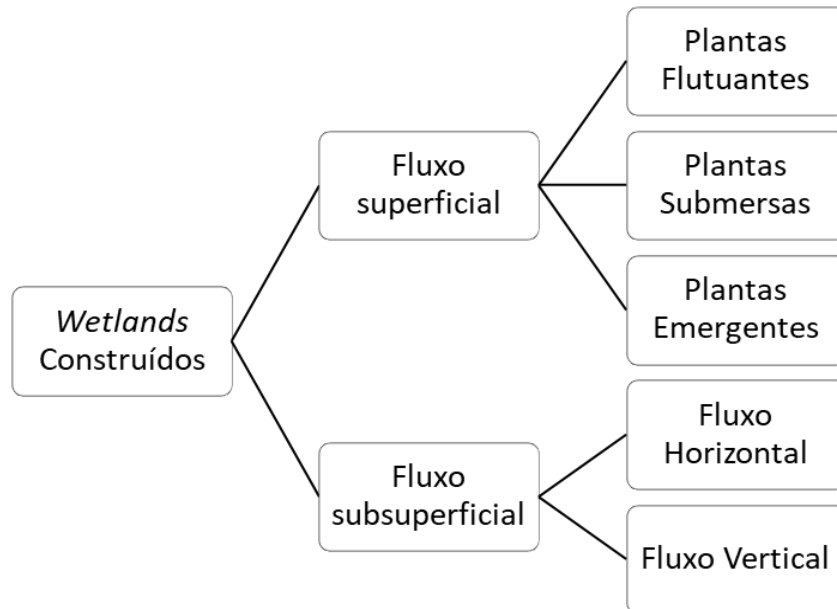 Wetlands
Construídos
Fluxo
superficial
Plantas
Flutuantes
Plantas
Submersas
Plantas
Emergentes
Fluxo
subsuperficial
Fluxo
Horizontal
Fluxo Vertical